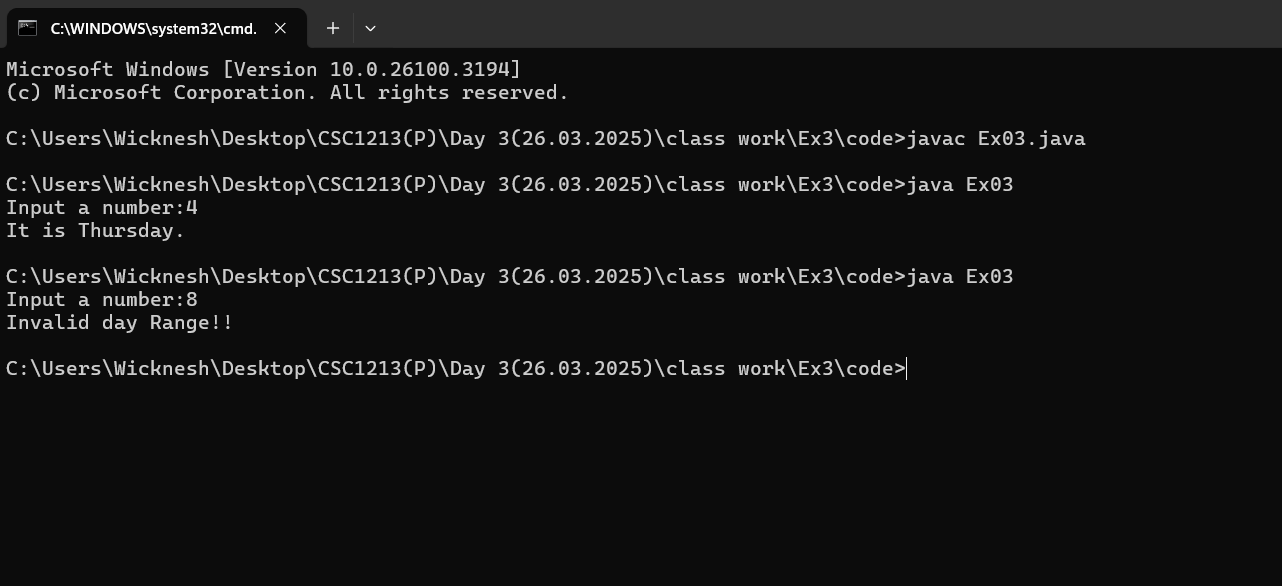 C:\WINDOWS\system32\cmd.
Microsoft Windows [Version 10.0.26100.3194]
(c) Microsoft Corporation. All rights reserved.
C:\Users\Wicknesh\Desktop\CSC1213(P)\Day 3(26.03.2025)\class work\Ex3\code>javac Ex03.java
C:\Users\Wicknesh\Desktop\CSC1213(P)\Day 3(26.03.2025)\class work\Ex3\code>java Ex03
Input a number:4
It is Thursday.
C:\Users\Wicknesh\Desktop\CSC1213(P)\Day 3(26.03.2025)\class work\Ex3\code>java Ex03
Input a number:8
Invalid day Range!!
C:\Users\Wicknesh\Desktop\CSC1213(P)\Day 3(26.03.2025)\class work\Ex3\code>